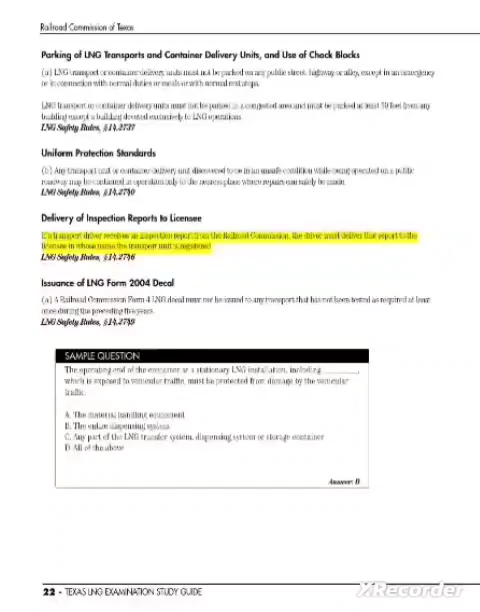 Railroad Commission of Texas
Parking of LNG Transports and Container Delivery Units, and Use of Chock Blocks
(a) LNG transport or container delivery units must not be parked on any public street, highway or alley, except in an emergency
or in connection with normal duties or meals or with normal rest stops.
LNG transport or container delivery units must not be parked in a congested area and must be parked at least 50 feet from any
building except a building devoted exclusively to LNG operations.
LNG Safety Rules, §14.2737
Uniform Protection Standards
(b) Any transport unit or container delivery unit discovered to be in an unsafe condition while being operated on a public
roadway may be continued in operation only to the nearest place where repairs can safely be made.
LNG Safety Rules, §14.2740
Delivery of Inspection Reports to Licensee
If a transport driver receives an inspection report from the Railroad Commission, the driver must deliver that report to the
licensee in whose name the transport unit is registered.
LNG Safety Rules, §14.2746
Issuance of LNG Form 2004 Decal
(a) A Railroad Commission Form 4 LNG decal must not be issued to any transport that has not been tested as required at least
once during the preceding five years.
LNG Safety Rules, §14.2749
SAMPLE QUESTION
The operating end of the container at a stationary LNG installation, including ________,
which is exposed to vehicular traffic, must be protected from damage by the vehicular
traffic.
A. The material handling equipment
B. The entire dispensing system
C. Any part of the LNG transfer system, dispensing system or storage container
D. All of the above
Answer: D
22 - TEXAS LNG EXAMINATION STUDY GUIDE
XRecorder